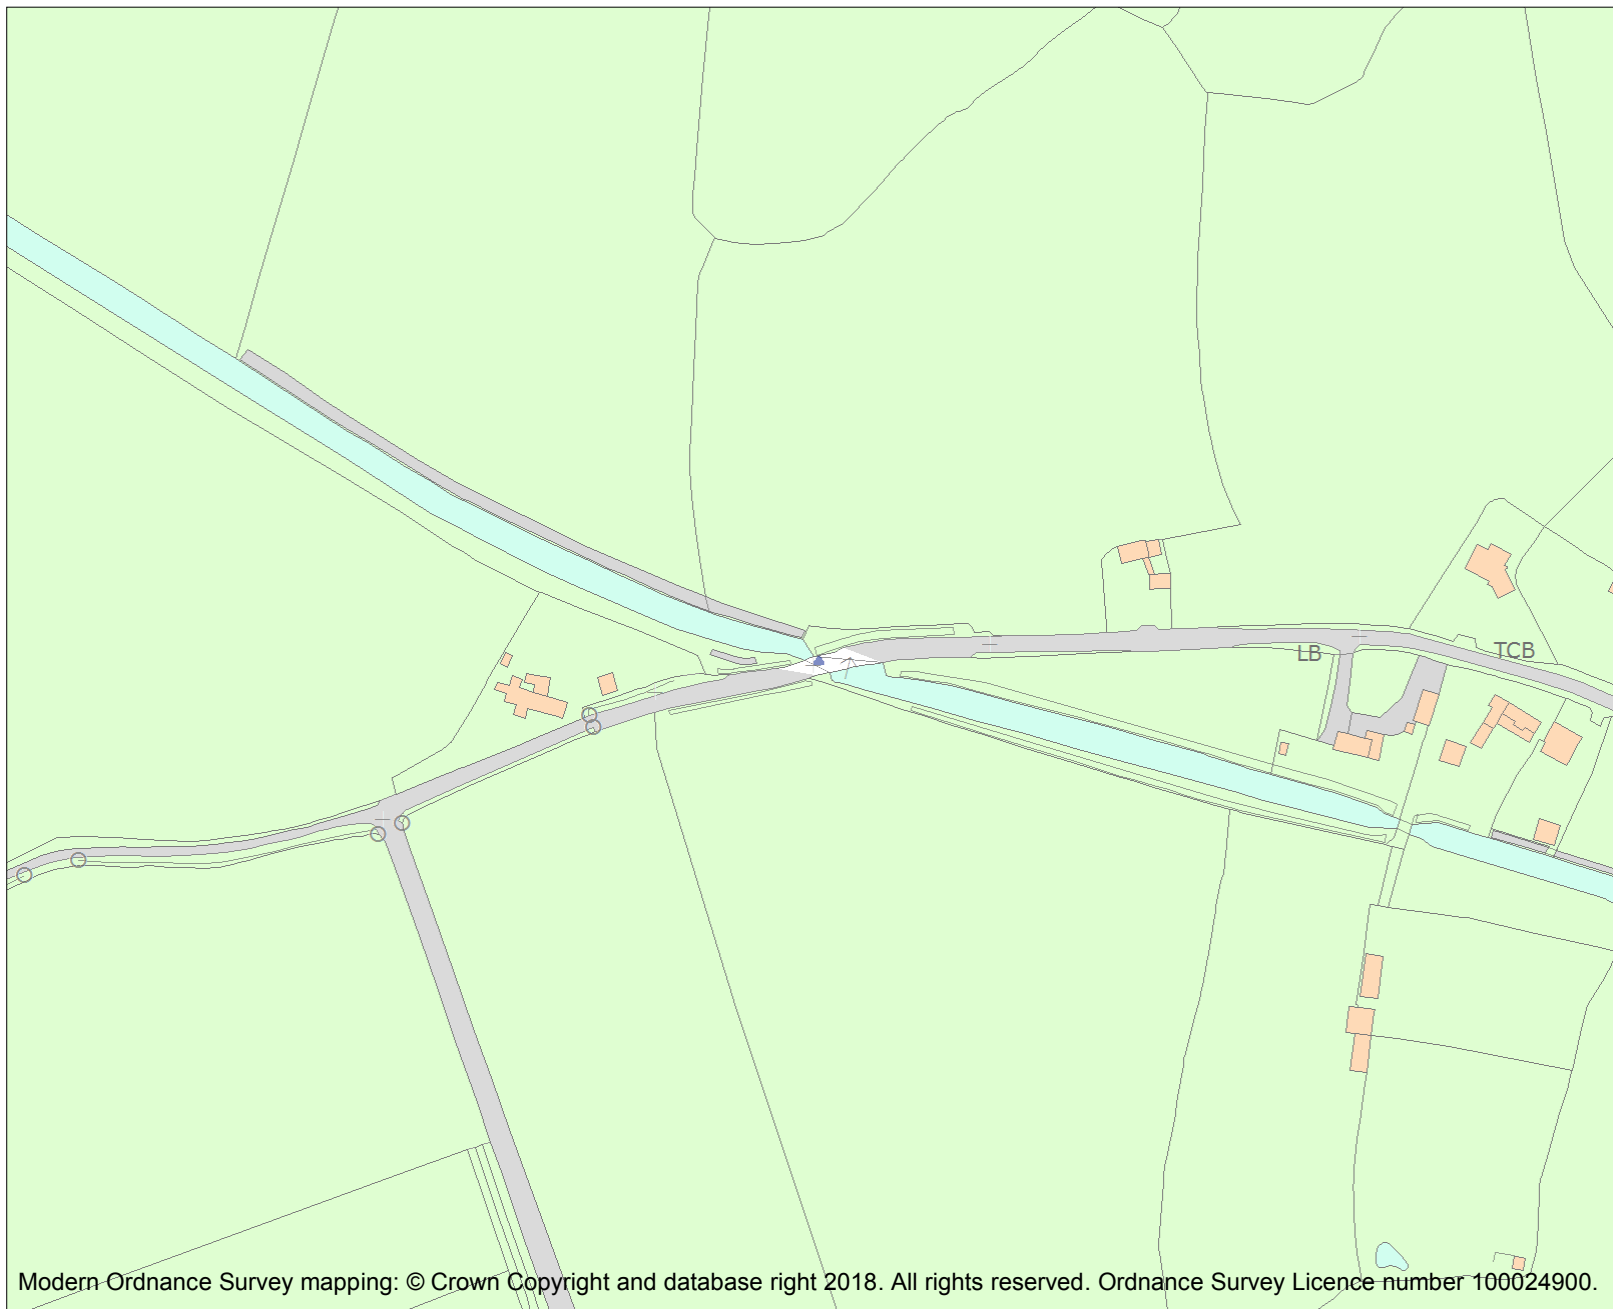 LB
TCB
Modern Ordnance Survey mapping: © Crown Copyright and database right 2018. All rights reserved. Ordnance Survey Licence number 100024900.